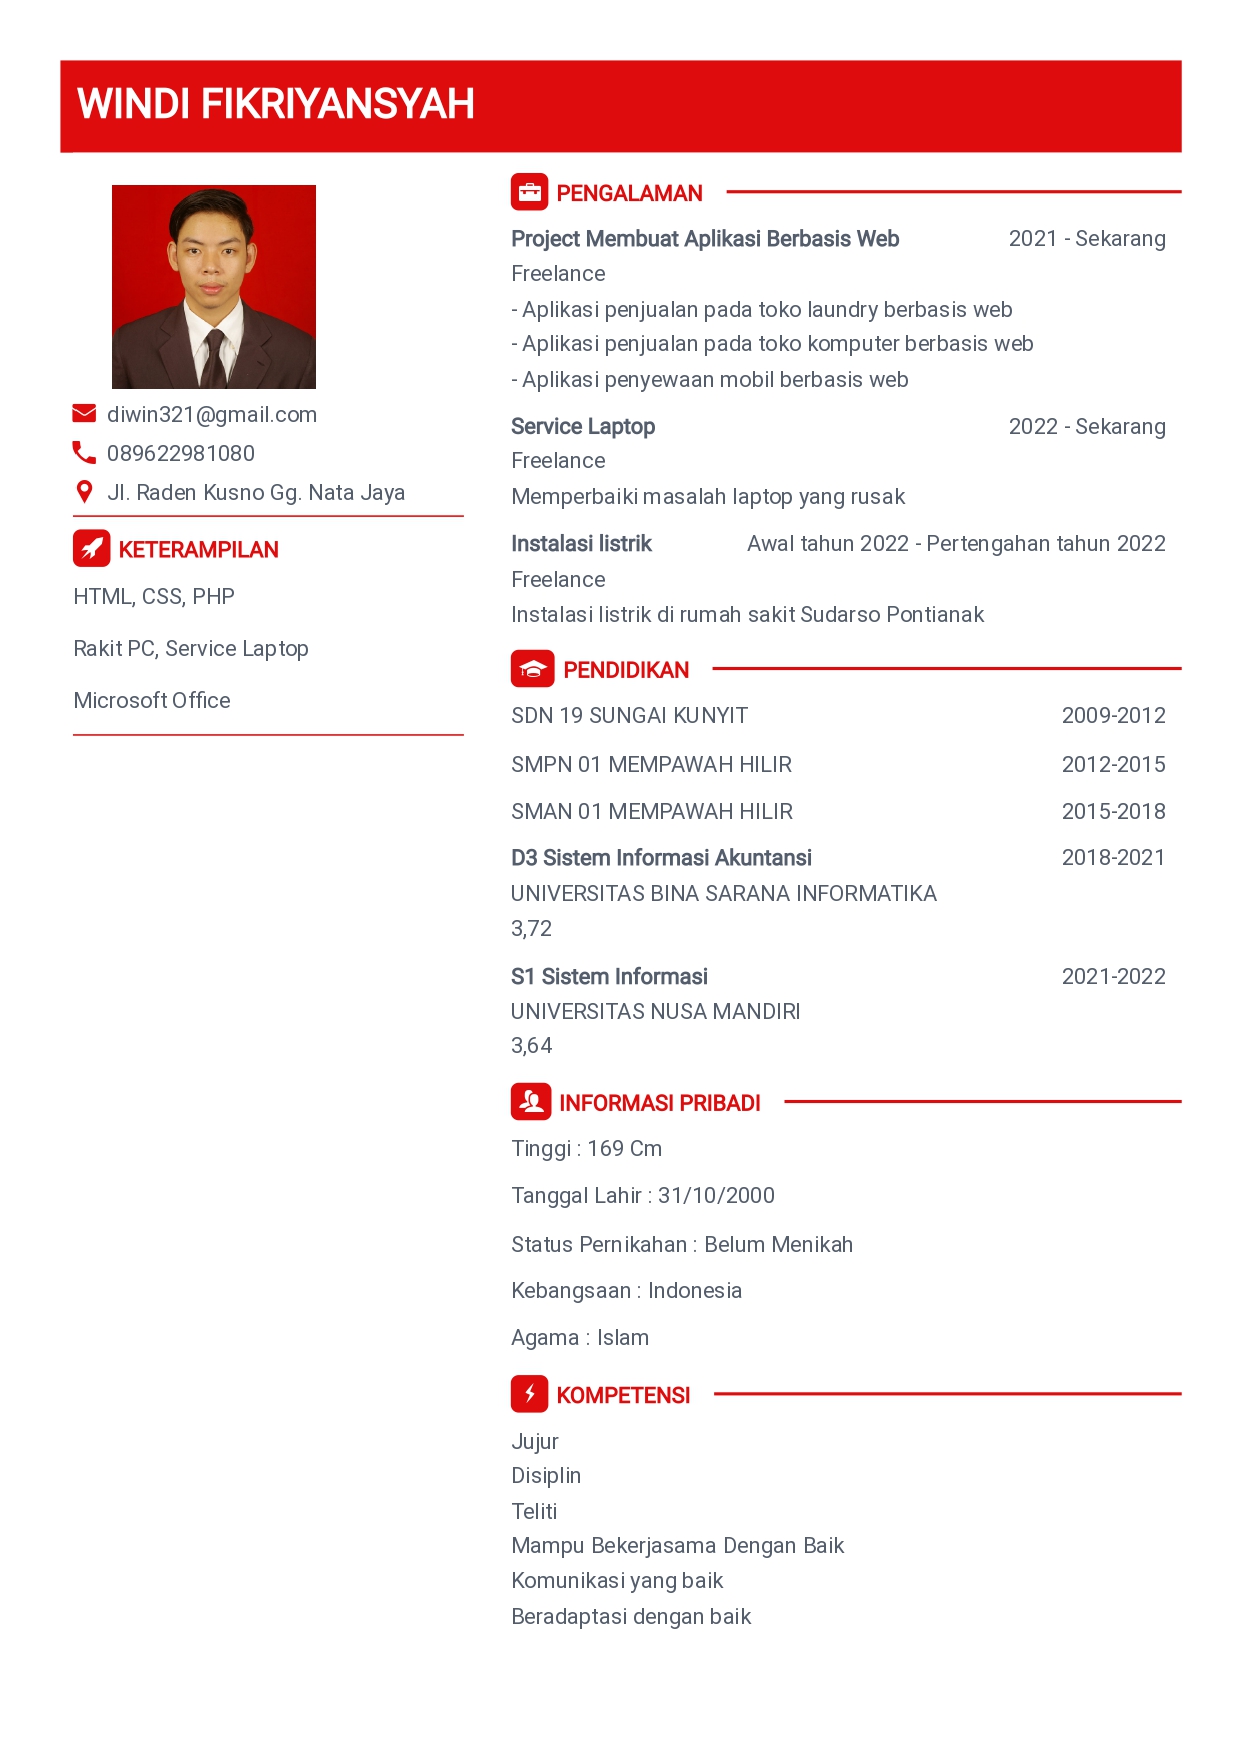 WINDI FIKRIYANSYAH
diwin321@gmail.com
089622981080
Jl. Raden Kusno Gg. Nata Jaya
KETERAMPILAN
HTML, CSS, PHP
Rakit PC, Service Laptop
Microsoft Office
PENGALAMAN
Project Membuat Aplikasi Berbasis Web 2021 - Sekarang
Freelance
- Aplikasi penjualan pada toko laundry berbasis web
- Aplikasi penjualan pada toko komputer berbasis web
- Aplikasi penyewaan mobil berbasis web
Service Laptop 2022 - Sekarang
Freelance
Memperbaiki masalah laptop yang rusak
Instalasi listrik Awal tahun 2022 - Pertengahan tahun 2022
Freelance
Instalasi listrik di rumah sakit Sudarso Pontianak
PENDIDIKAN
SDN 19 SUNGAI KUNYIT 2009-2012
SMPN 01 MEMPAWAH HILIR 2012-2015
SMAN 01 MEMPAWAH HILIR 2015-2018
D3 Sistem Informasi Akuntansi 2018-2021
UNIVERSITAS BINA SARANA INFORMATIKA
3,72
S1 Sistem Informasi 2021-2022
UNIVERSITAS NUSA MANDIRI
3,64
INFORMASI PRIBADI
Tinggi : 169 Cm
Tanggal Lahir : 31/10/2000
Status Pernikahan : Belum Menikah
Kebangsaan : Indonesia
Agama : Islam
KOMPETENSI
Jujur
Disiplin
Teliti
Mampu Bekerjasama Dengan Baik
Komunikasi yang baik
Beradaptasi dengan baik